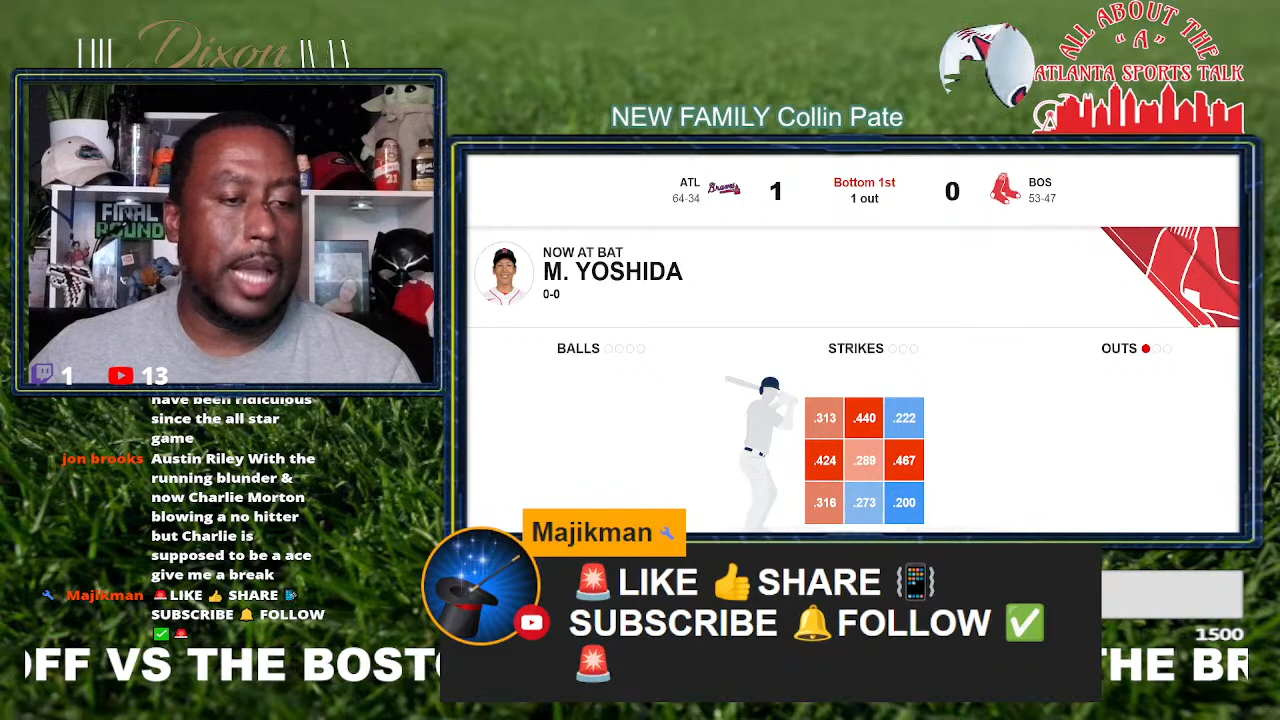 Dixon
ALL ABOUT THE
"A"
ATLANTA SPORTS TALK
NEW FAMILY Collin Pate
FINAL
ROUND
21
1
13
ATL
64-34
Braves
1
Bottom 1st
1 out
0
BOS
53-47
NOW AT BAT
M. YOSHIDA
0-0
BALLS
STRIKES
OUTS
.313 .440 .222
.424 .289 .467
.316 .273 .200
have been ridiculous
since the all star
game
jon brooks Austin Riley With the
running blunder &
now Charlie Morton
blowing a no hitter
but Charlie is
supposed to be a ace
give me a break
Majikman 🚨LIKE 👍 SHARE 📳
SUBSCRIBE 🔔 FOLLOW
✅ 🚨
Majikman
🚨LIKE 👍SHARE 📳
SUBSCRIBE 🔔FOLLOW ✅
🚨
1500
OFF VS THE BOST
THE BR